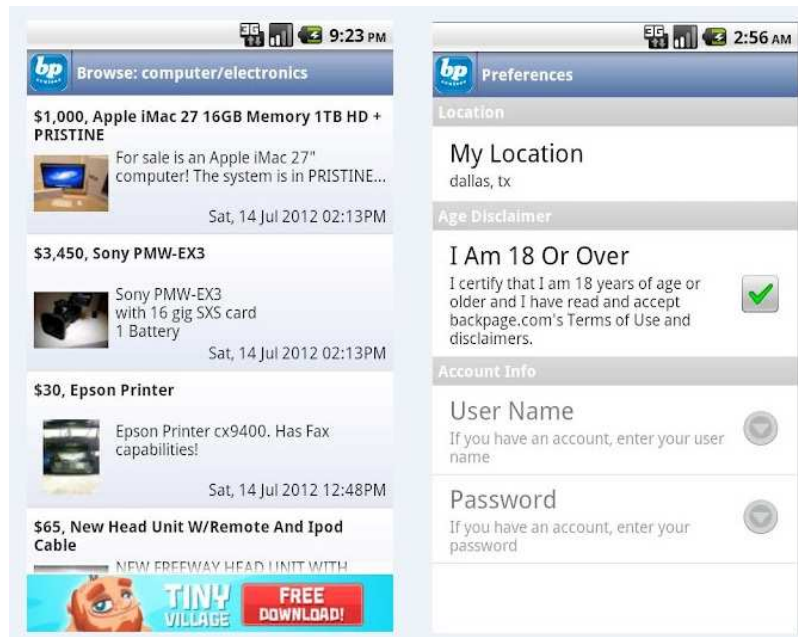 3G 9:23 PM
bp
Browse: computer/electronics
$1,000, Apple iMac 27 16GB Memory 1TB HD +
PRISTINE
For sale is an Apple iMac 27"
computer! The system is in PRISTINE...
Sat, 14 Jul 2012 02:13PM
$3,450, Sony PMW-EX3
Sony PMW-EX3
with 16 gig SXS card
1 Battery
Sat, 14 Jul 2012 02:13PM
$30, Epson Printer
Epson Printer cx9400. Has Fax
capabilities!
Sat, 14 Jul 2012 12:48PM
$65, New Head Unit W/Remote And Ipod
Cable
NEW FREEWAY HEAD UNIT WITH
TINY
VILLAGE
FREE
DOWNLOAD!
3G 2:56 AM
bp
Preferences
Location
My Location
dallas, tx
Age Disclaimer
I Am 18 Or Over
I certify that I am 18 years of age or
older and I have read and accept
backpage.com's Terms of Use and
disclaimers.
Account Info
User Name
If you have an account, enter your user
name
Password
If you have an account, enter your
password